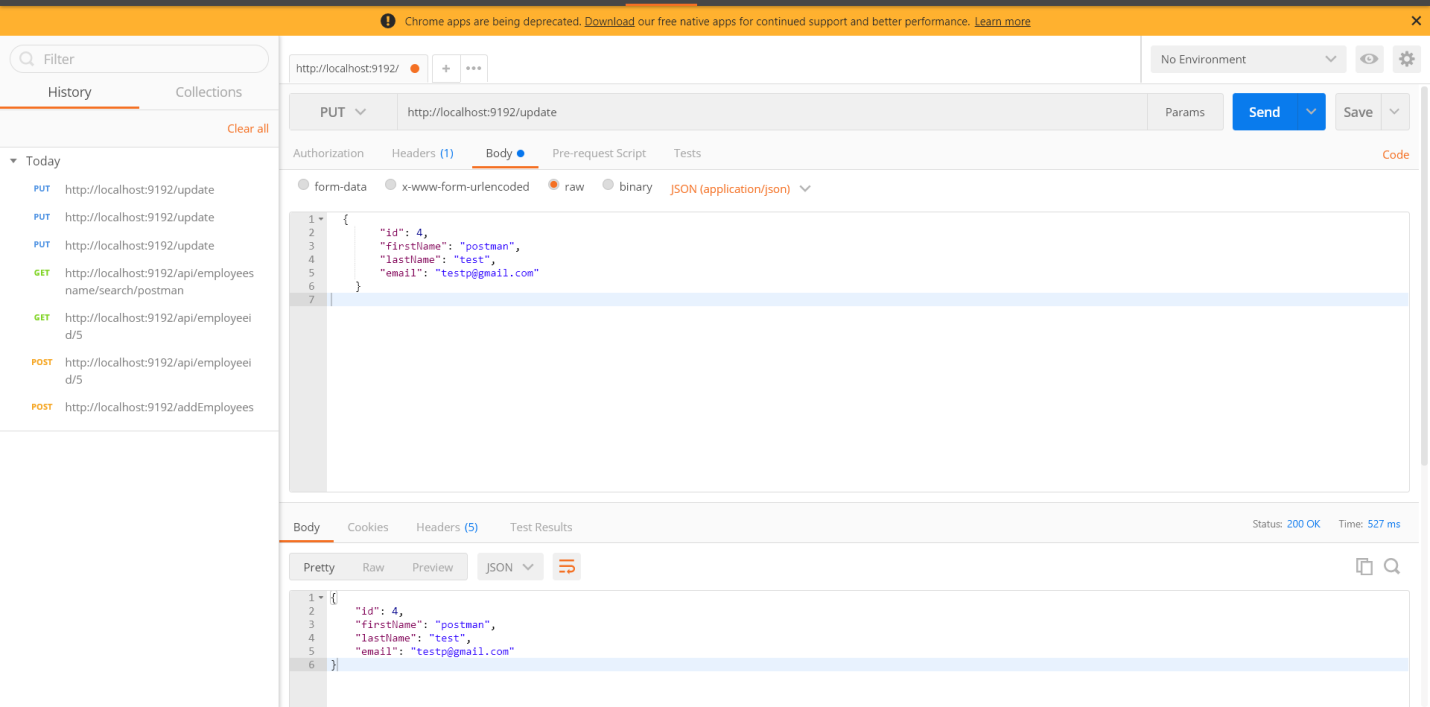 Chrome apps are being deprecated. Download our free native apps for continued support and better performance. Learn more
Filter
History
Collections
Clear all
Today
PUT http://localhost:9192/update
PUT http://localhost:9192/update
PUT http://localhost:9192/update
GET http://localhost:9192/api/employees
name/search/postman
GET http://localhost:9192/api/employeei
d/5
POST http://localhost:9192/api/employeei
d/5
POST http://localhost:9192/addEmployees
http://localhost:9192/
No Environment
PUT http://localhost:9192/update Params Send Save
Authorization Headers (1) Body Pre-request Script Tests Code
form-data x-www-form-urlencoded raw binary JSON (application/json)
1 {
2 "id": 4,
3 "firstName": "postman",
4 "lastName": "test",
5 "email": "testp@gmail.com"
6 }
7
Body Cookies Headers (5) Test Results Status: 200 OK Time: 527 ms
Pretty Raw Preview JSON
1 {
2 "id": 4,
3 "firstName": "postman",
4 "lastName": "test",
5 "email": "testp@gmail.com"
6 }